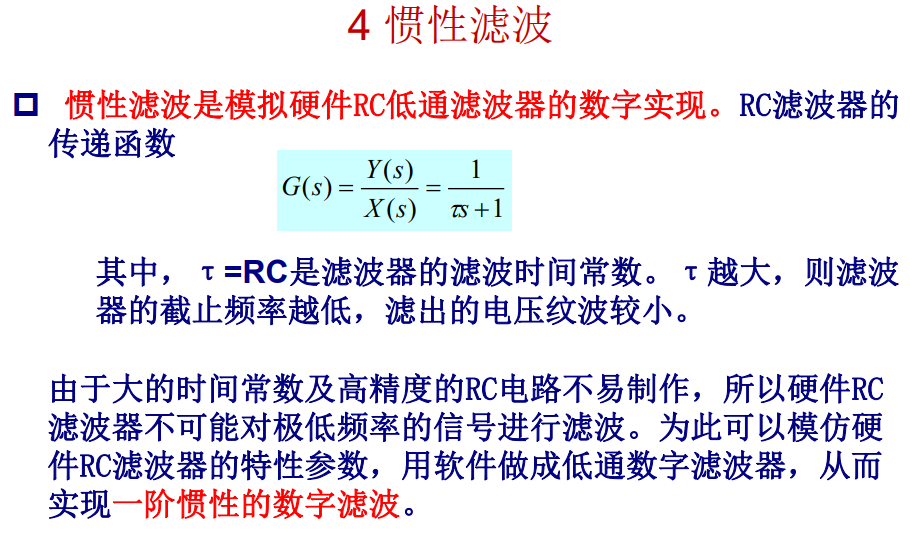 4 惯性滤波
惯性滤波是模拟硬件RC低通滤波器的数字实现。RC滤波器的
传递函数
G(s) = Y(s)/X(s) = 1/(τs+1)
其中，τ=RC是滤波器的滤波时间常数。τ越大，则滤波
器的截止频率越低，滤出的电压纹波较小。
由于大的时间常数及高精度的RC电路不易制作，所以硬件RC
滤波器不可能对极低频率的信号进行滤波。为此可以模仿硬
件RC滤波器的特性参数，用软件做成低通数字滤波器，从而
实现一阶惯性的数字滤波。